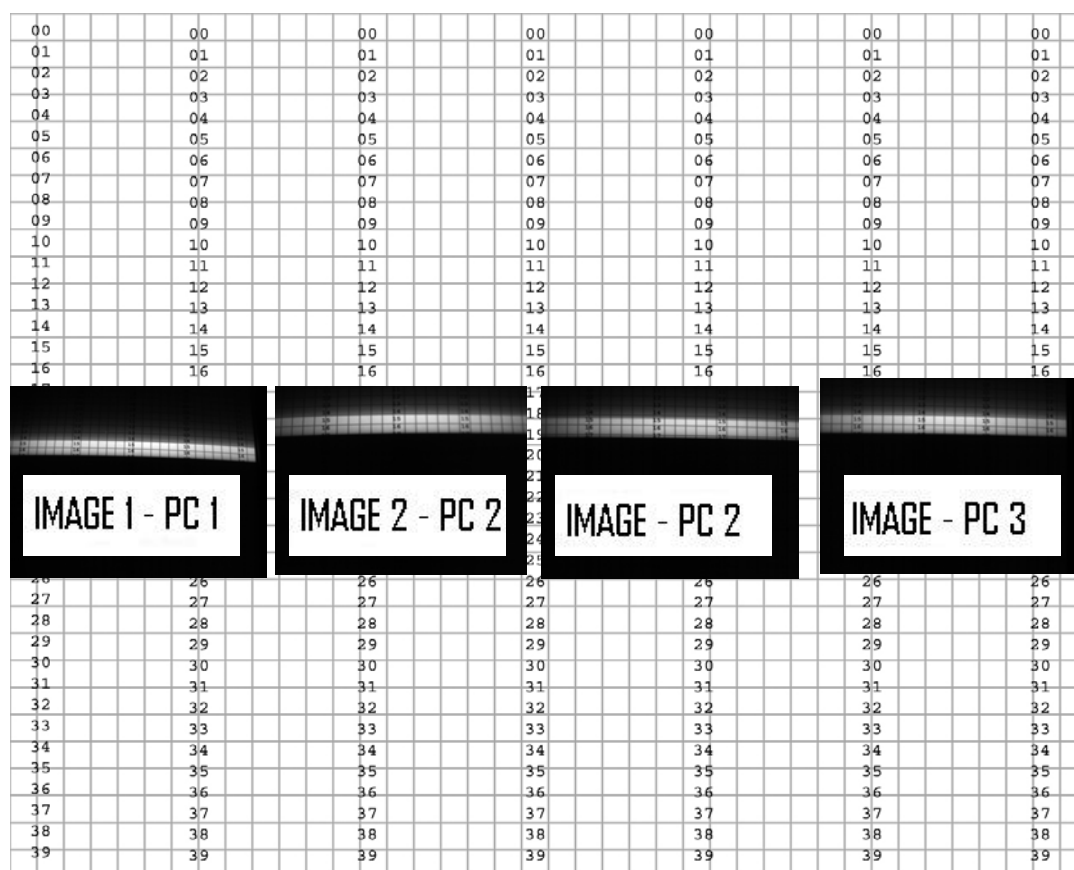 00 00 00 00 00 00 00
01 01 01 01 01 01 01
02 02 02 02 02 02 02
03 03 03 03 03 03 03
04 04 04 04 04 04 04
05 05 05 05 05 05 05
06 06 06 06 06 06 06
07 07 07 07 07 07 07
08 08 08 08 08 08 08
09 09 09 09 09 09 09
10 10 10 10 10 10 10
11 11 11 11 11 11 11
12 12 12 12 12 12 12
13 13 13 13 13 13 13
14 14 14 14 14 14 14
15 15 15 15 15 15 15
16 16 16 16 16 16 16
17
18
19
20
21
22
IMAGE 1 - PC 1 IMAGE 2 - PC 2 23 IMAGE - PC 2 IMAGE - PC 3
24
25
26 26 26 26 26 26 26
27 27 27 27 27 27 27
28 28 28 28 28 28 28
29 29 29 29 29 29 29
30 30 30 30 30 30 30
31 31 31 31 31 31 31
32 32 32 32 32 32 32
33 33 33 33 33 33 33
34 34 34 34 34 34 34
35 35 35 35 35 35 35
36 36 36 36 36 36 36
37 37 37 37 37 37 37
38 38 38 38 38 38 38
39 39 39 39 39 39 39